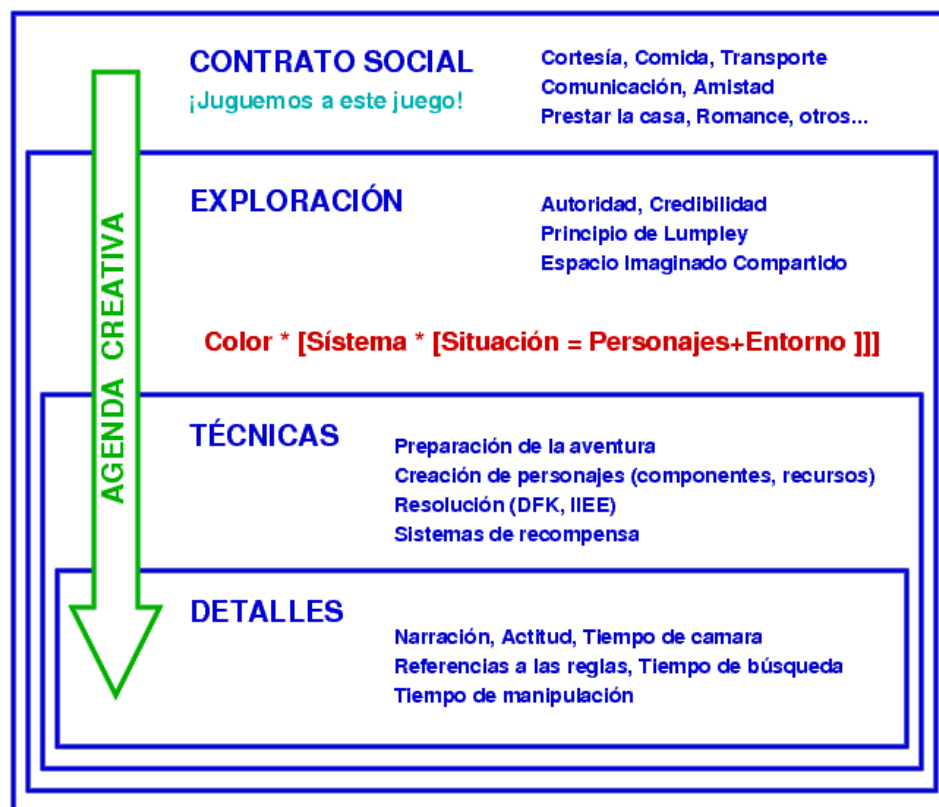 CONTRATO SOCIAL
¡Juguemos a este juego!
Cortesía, Comida, Transporte
Comunicación, Amistad
Prestar la casa, Romance, otros...
AGENDA CREATIVA
EXPLORACIÓN
Autoridad, Credibilidad
Principio de Lumpley
Espacio Imaginado Compartido
Color * [Sístema * [Situación = Personajes+Entorno ]]]
TÉCNICAS
Preparación de la aventura
Creación de personajes (componentes, recursos)
Resolución (DFK, IIEE)
Sistemas de recompensa
DETALLES
Narración, Actitud, Tiempo de camara
Referencias a las reglas, Tiempo de búsqueda
Tiempo de manipulación